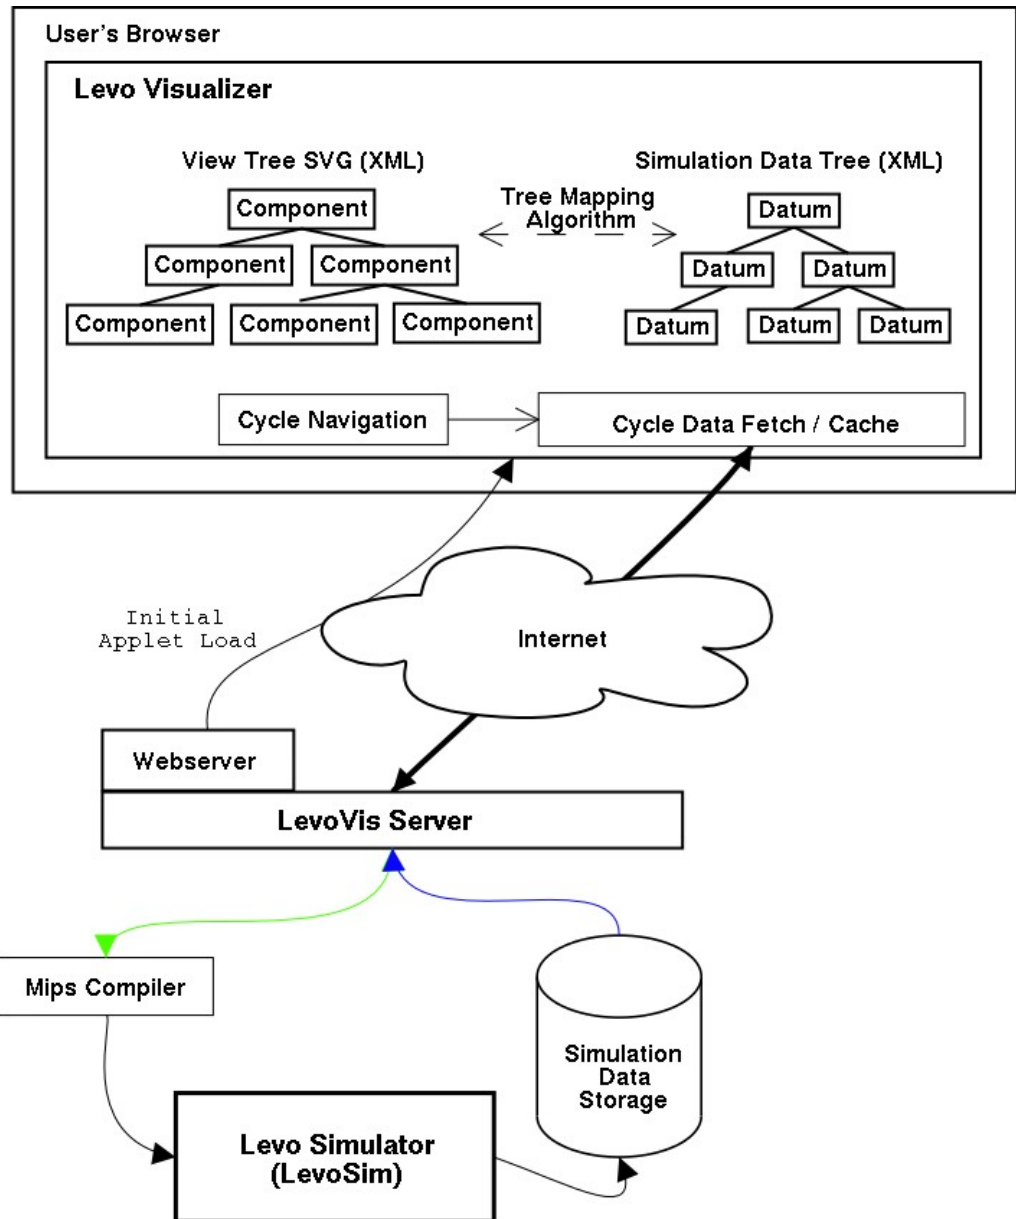 User's Browser
Levo Visualizer
View Tree SVG (XML)
Simulation Data Tree (XML)
Tree Mapping
Algorithm
Component
Component
Component
Component
Component
Component
Datum
Datum
Datum
Datum
Datum
Datum
Cycle Navigation
Cycle Data Fetch / Cache
Initial
Applet Load
Internet
Webserver
LevoVis Server
Mips Compiler
Simulation
Data
Storage
Levo Simulator
(LevoSim)